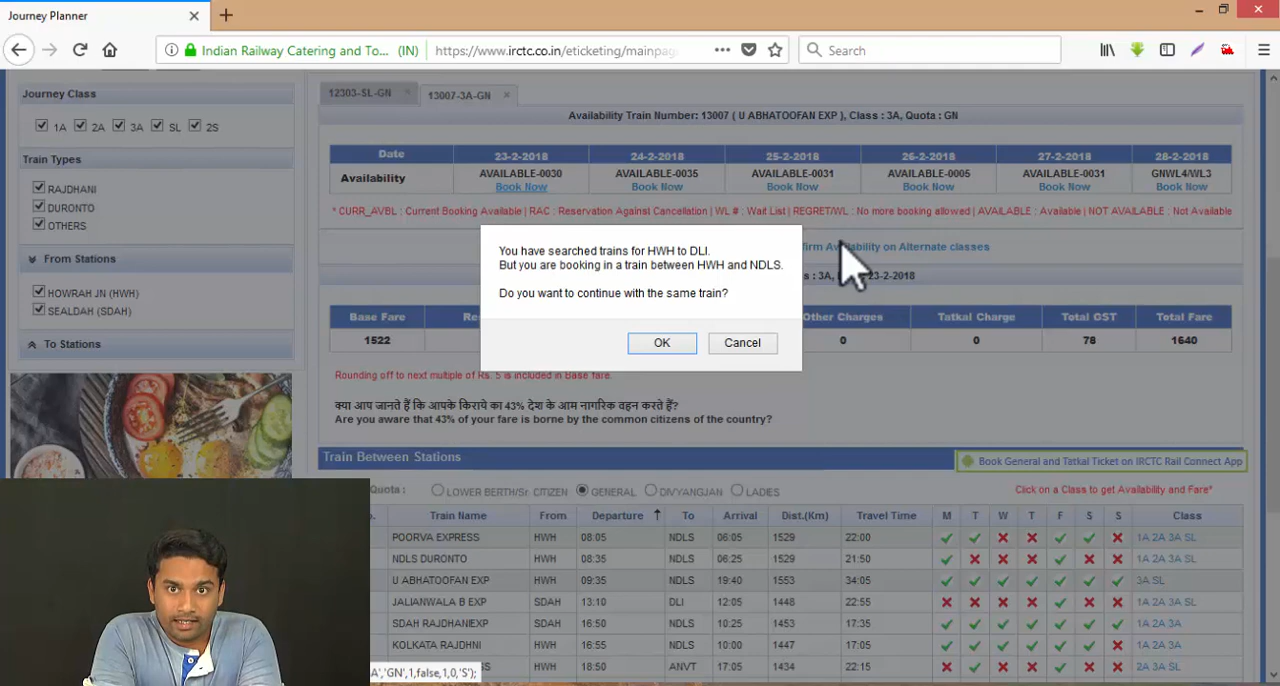 Journey Planner
Indian Railway Catering and To... (IN)
https://www.irctc.co.in/eticketing/mainpag
Search
Journey Class
1A 2A 3A SL 2S
Train Types
RAJDHANI
DURONTO
OTHERS
From Stations
HOWRAH JN (HWH)
SEALDAH (SDAH)
To Stations
12303-SL-GN
13007-3A-GN
Availability Train Number: 13007 ( U ABHATOOFAN EXP ), Class : 3A, Quota : GN
Date 23-2-2018 24-2-2018 25-2-2018 26-2-2018 27-2-2018 28-2-2018
Availability AVAILABLE-0030 AVAILABLE-0035 AVAILABLE-0031 AVAILABLE-0005 AVAILABLE-0031 GNWL4/WL3
Book Now Book Now Book Now Book Now Book Now Book Now
* CURR_AVBL : Current Booking Available | RAC : Reservation Against Cancellation | WL # : Wait List | REGRET/WL : No more booking allowed | AVAILABLE : Available | NOT AVAILABLE : Not Available
on Alternate classes
: 3A, 23-2-2018
You have searched trains for HWH to DLI.
But you are booking in a train between HWH and NDLS.
Do you want to continue with the same train?
OK Cancel
Base Fare Other Charges Tatkal Charge Total GST Total Fare
1522 0 0 78 1640
Rounding off to next multiple of Rs. 5 is included in Base fare.
क्या आप जानते हैं कि आपके किराये का 43% देश के आम नागरिक वहन करते हैं?
Are you aware that 43% of your fare is borne by the common citizens of the country?
Train Between Stations
Book General and Tatkal Ticket on IRCTC Rail Connect App
Quota : LOWER BERTH/Sr. CITIZEN GENERAL DIVYANGJAN LADIES
Click on a Class to get Availability and Fare*
Train Name From Departure To Arrival Dist.(Km) Travel Time M T W T F S S Class
POORVA EXPRESS HWH 08:05 NDLS 06:05 1529 22:00 1A 2A 3A SL
NDLS DURONTO HWH 08:35 NDLS 06:25 1529 21:50 1A 2A 3A SL
U ABHATOOFAN EXP HWH 09:35 NDLS 19:40 1553 34:05 3A SL
JALIANWALA B EXP SDAH 13:10 DLI 12:05 1448 22:55 1A 2A 3A SL
SDAH RAJDHANIEXP SDAH 16:50 NDLS 10:25 1453 17:35 1A 2A 3A
KOLKATA RAJDHNI HWH 16:55 NDLS 10:00 1447 17:05 1A 2A 3A
HWH 18:50 ANVT 17:05 1434 22:15 2A 3A SL
A','GN',1,false,1,0,'S');